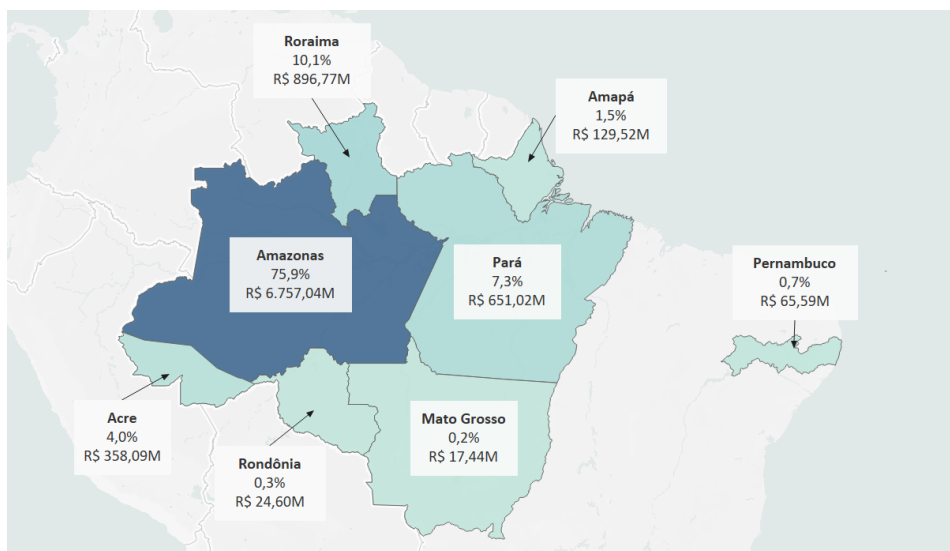 Roraima
10,1%
R$ 896,77M
Amapá
1,5%
R$ 129,52M
Amazonas
75,9%
R$ 6.757,04M
Pará
7,3%
R$ 651,02M
Pernambuco
0,7%
R$ 65,59M
Acre
4,0%
R$ 358,09M
Rondônia
0,3%
R$ 24,60M
Mato Grosso
0,2%
R$ 17,44M